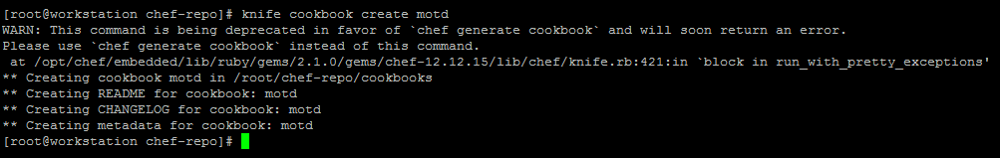 [root@workstation chef-repo]# knife cookbook create motd
WARN: This command is being deprecated in favor of `chef generate cookbook` and will soon return an error.
Please use `chef generate cookbook` instead of this command.
 at /opt/chef/embedded/lib/ruby/gems/2.1.0/gems/chef-12.12.15/lib/chef/knife.rb:421:in `block in run_with_pretty_exceptions'
** Creating cookbook motd in /root/chef-repo/cookbooks
** Creating README for cookbook: motd
** Creating CHANGELOG for cookbook: motd
** Creating metadata for cookbook: motd
[root@workstation chef-repo]#